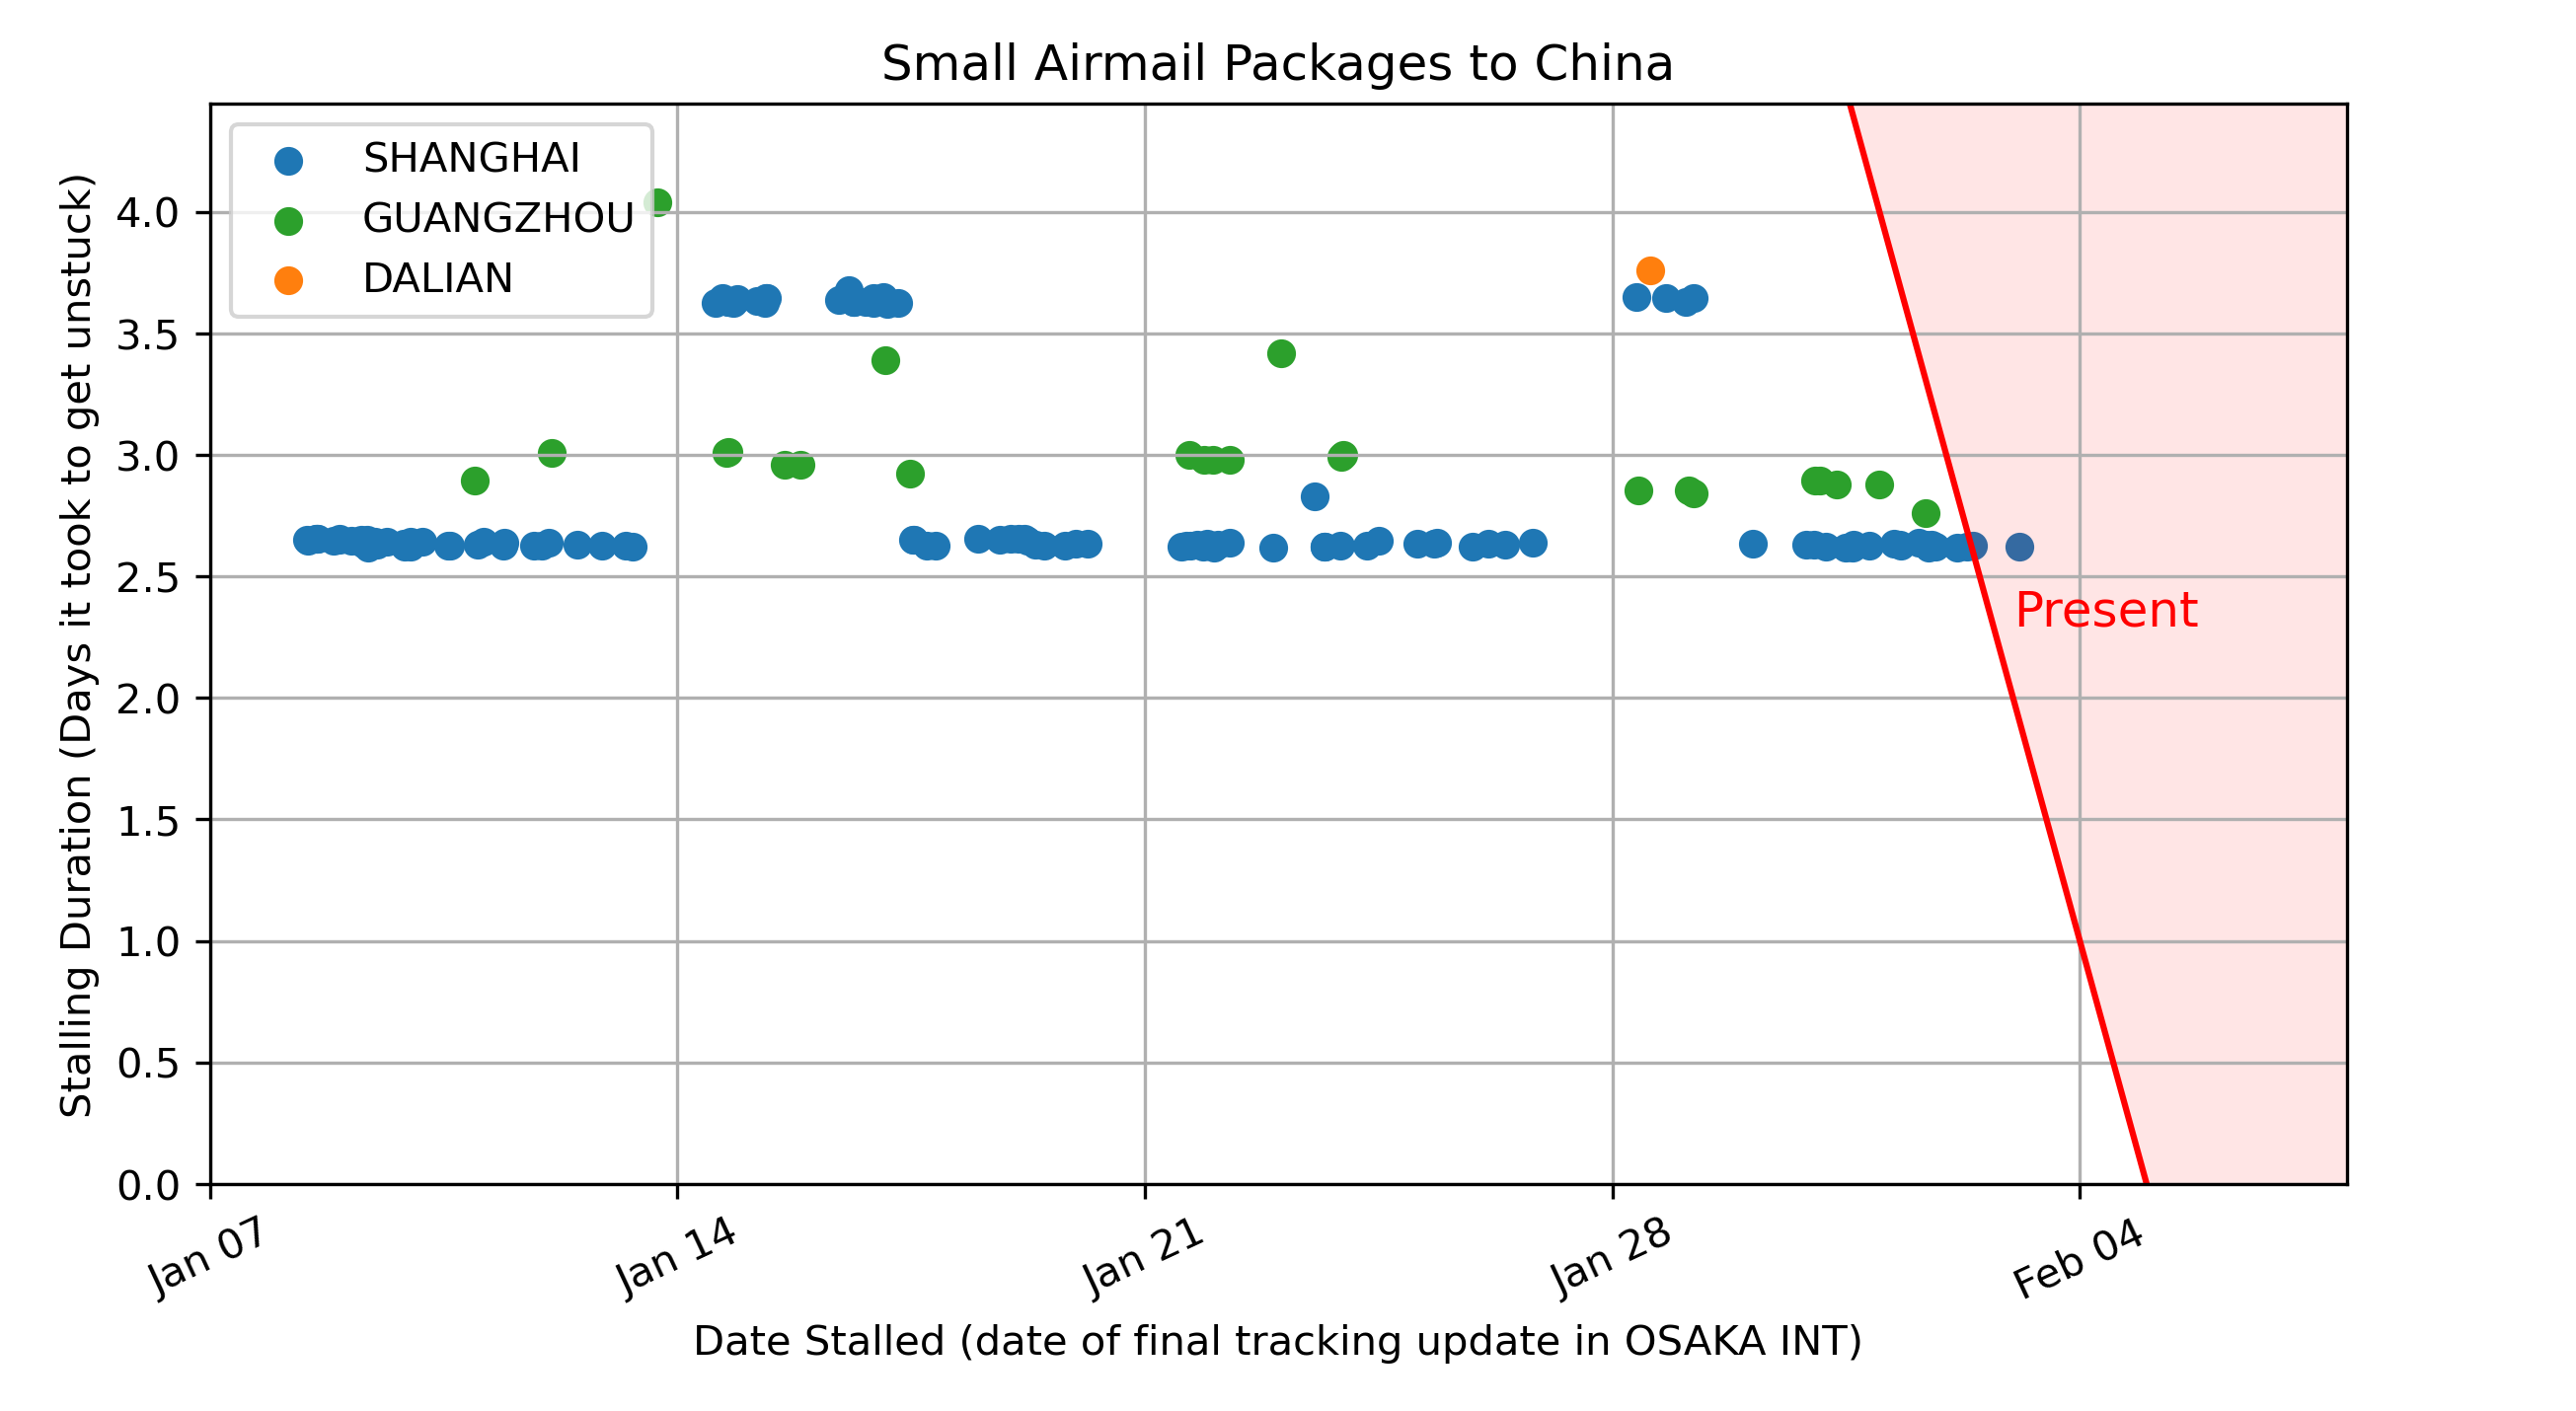 Small Airmail Packages to China
SHANGHAI
GUANGZHOU
DALIAN
Stalling Duration (Days it took to get unstuck)
4.0
3.5
3.0
2.5
2.0
1.5
1.0
0.5
0.0
Present
Jan 07
Jan 14
Jan 21
Jan 28
Feb 04
Date Stalled (date of final tracking update in OSAKA INT)